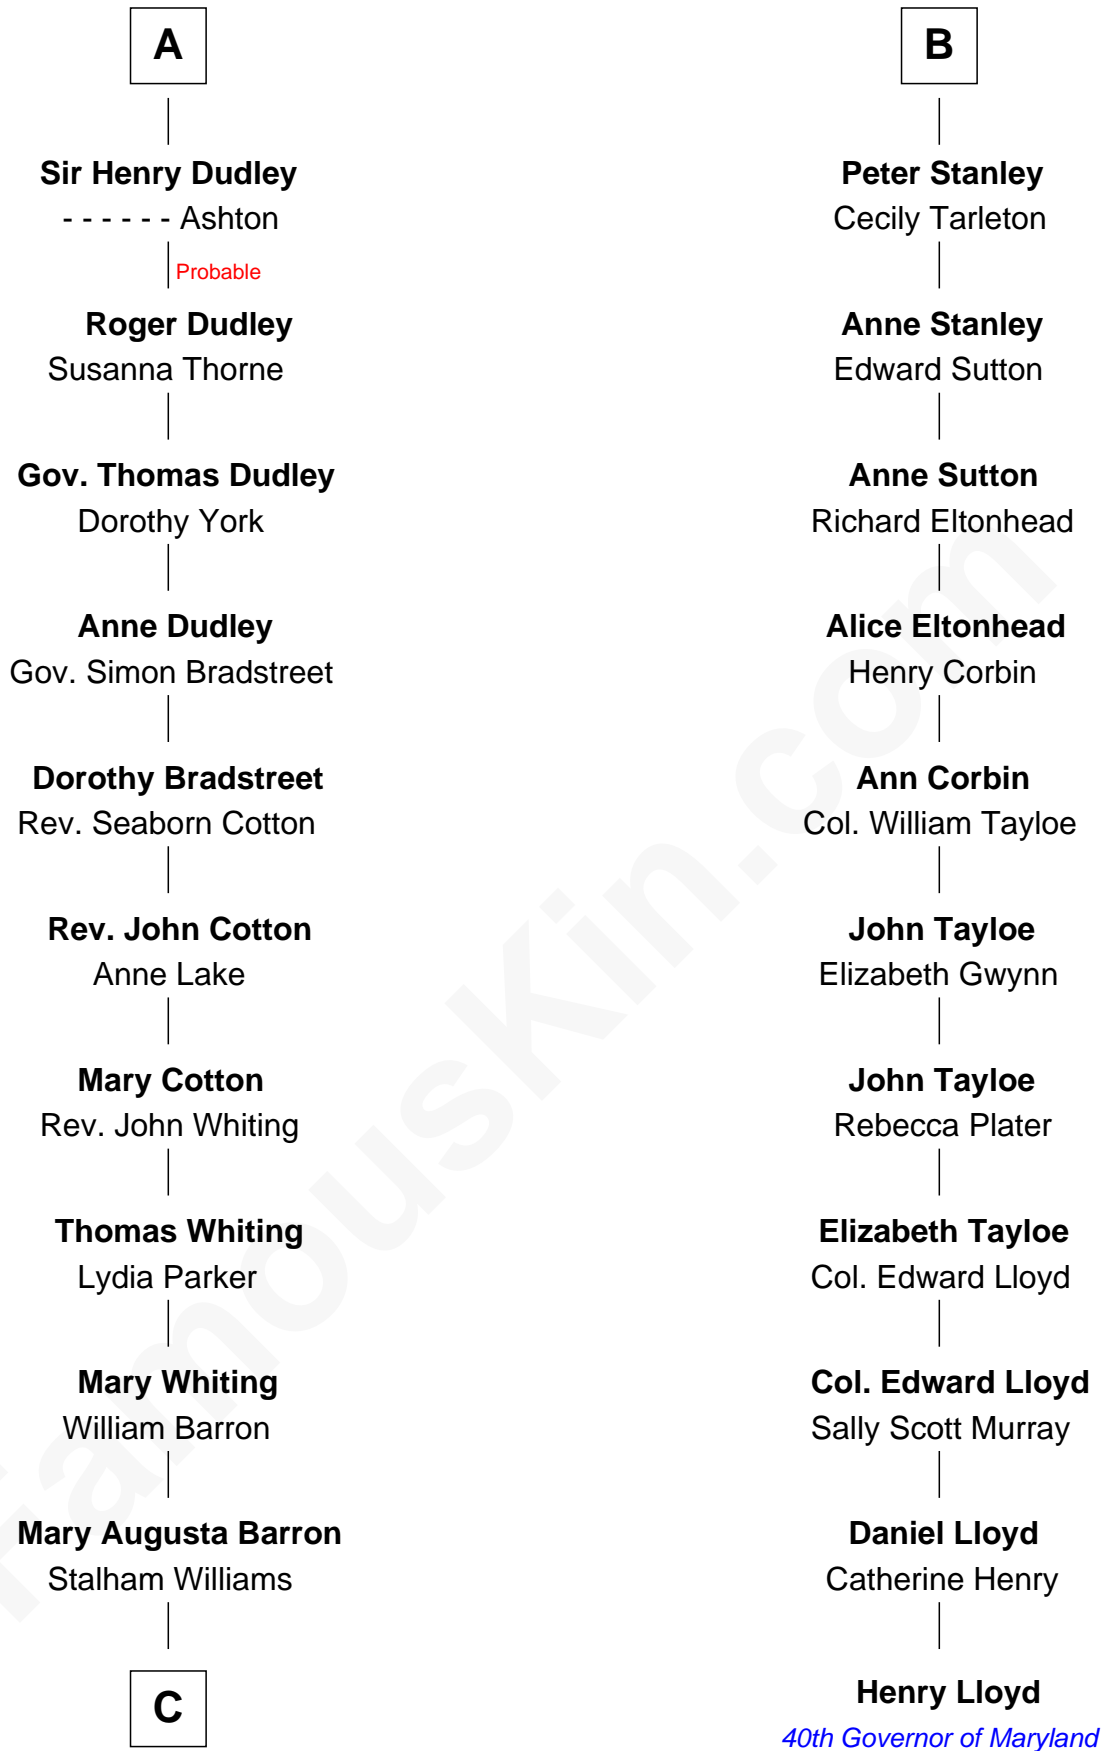 A
Sir Henry Dudley
- - - - - - Ashton
Probable
Roger Dudley
Susanna Thorne
Gov. Thomas Dudley
Dorothy York
Anne Dudley
Gov. Simon Bradstreet
Dorothy Bradstreet
Rev. Seaborn Cotton
Rev. John Cotton
Anne Lake
Mary Cotton
Rev. John Whiting
Thomas Whiting
Lydia Parker
Mary Whiting
William Barron
Mary Augusta Barron
Stalham Williams
C
B
Peter Stanley
Cecily Tarleton
Anne Stanley
Edward Sutton
Anne Sutton
Richard Eltonhead
Alice Eltonhead
Henry Corbin
Ann Corbin
Col. William Tayloe
John Tayloe
Elizabeth Gwynn
John Tayloe
Rebecca Plater
Elizabeth Tayloe
Col. Edward Lloyd
Col. Edward Lloyd
Sally Scott Murray
Daniel Lloyd
Catherine Henry
Henry Lloyd
40th Governor of Maryland
FamousKin.com